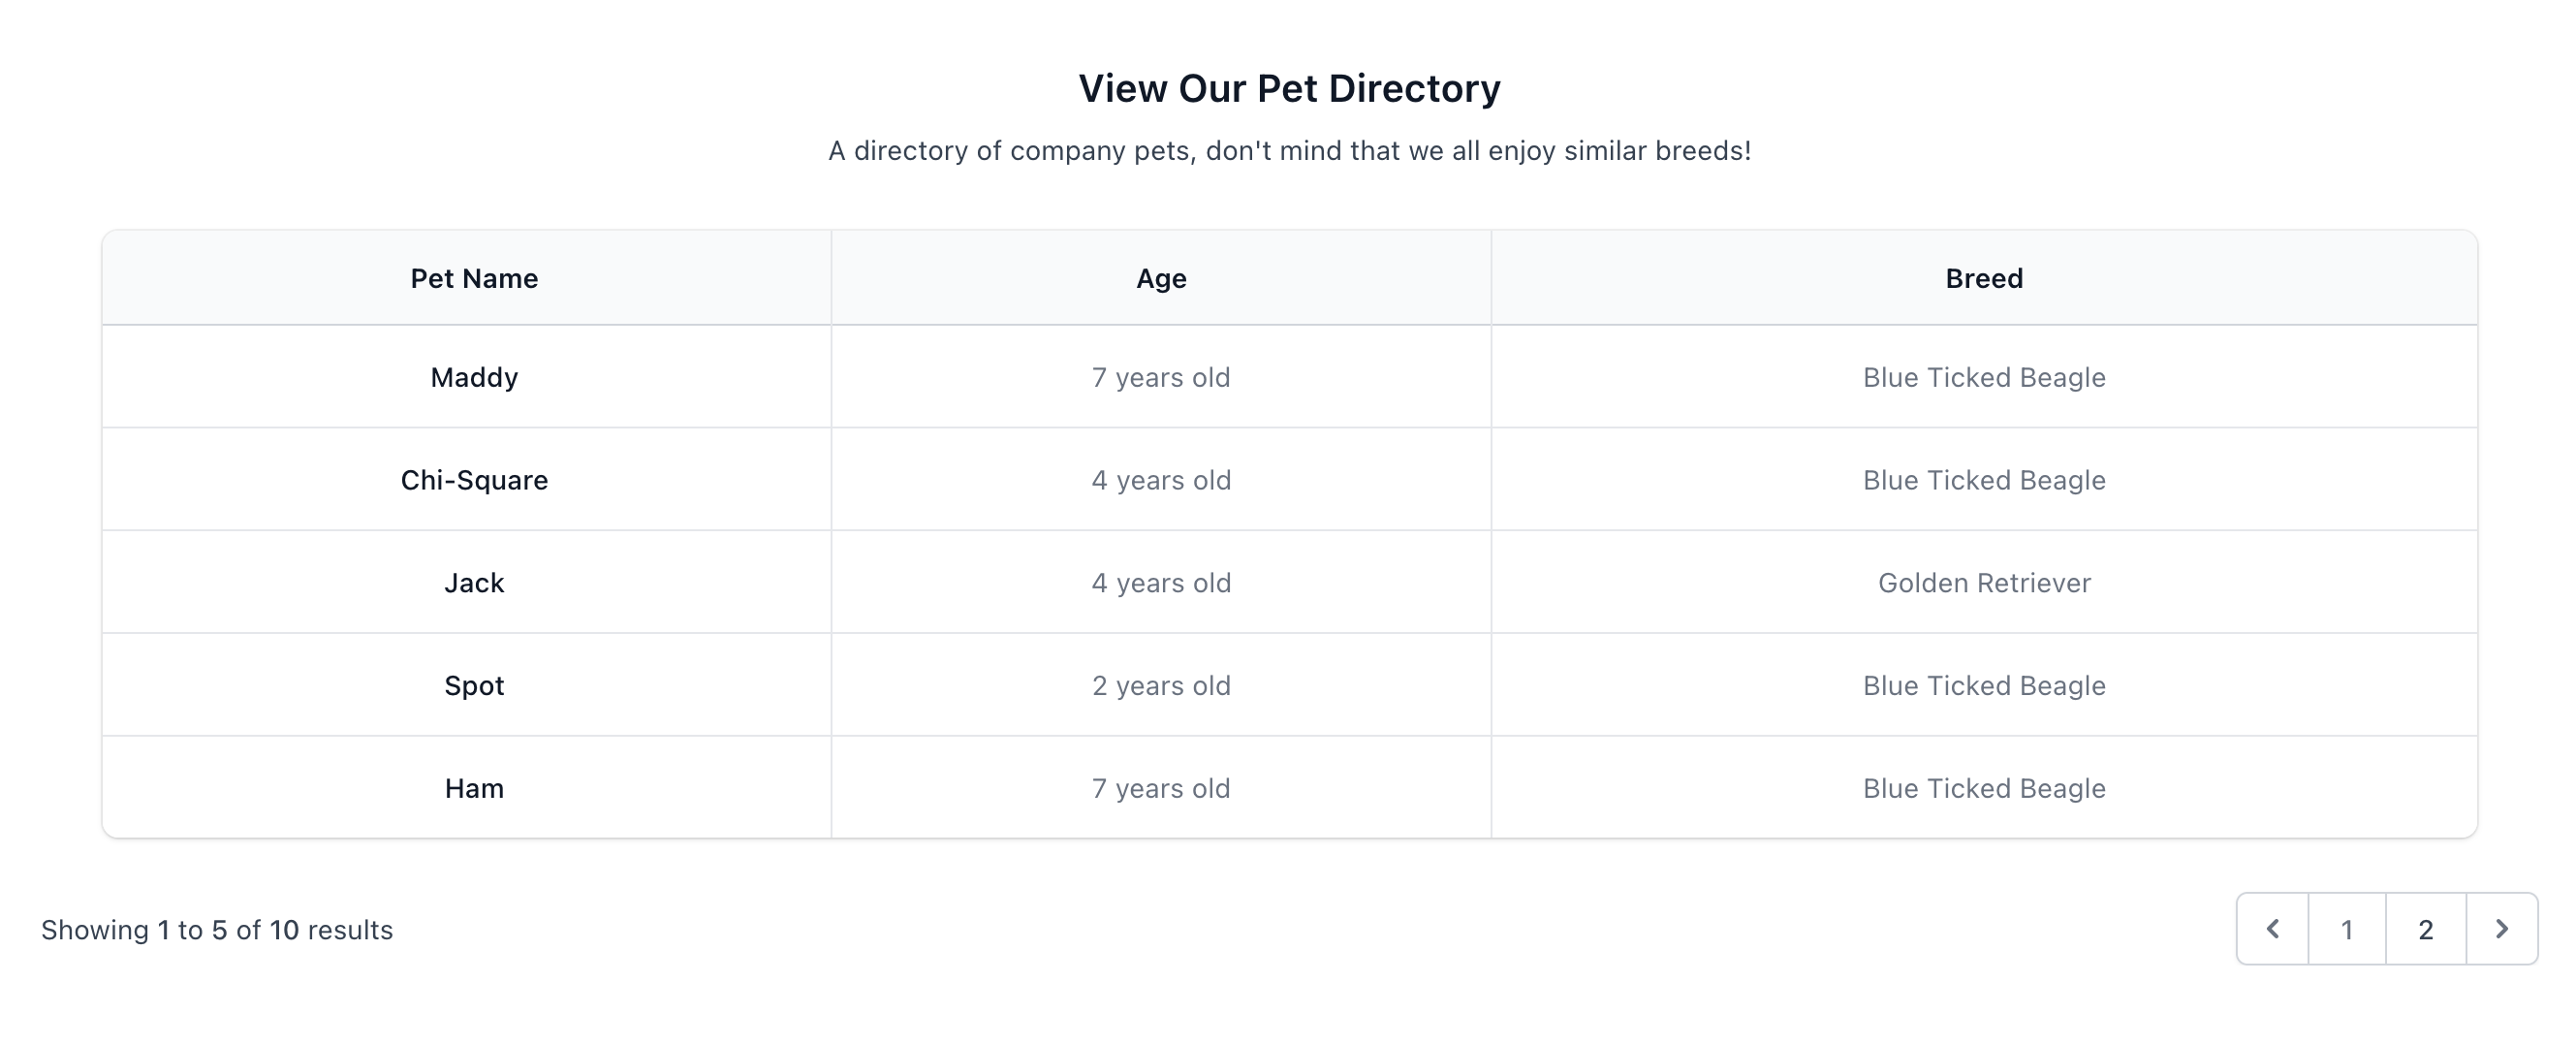 View Our Pet Directory
A directory of company pets, don't mind that we all enjoy similar breeds!
Pet Name Age Breed
Maddy 7 years old Blue Ticked Beagle
Chi-Square 4 years old Blue Ticked Beagle
Jack 4 years old Golden Retriever
Spot 2 years old Blue Ticked Beagle
Ham 7 years old Blue Ticked Beagle
Showing 1 to 5 of 10 results 1 2